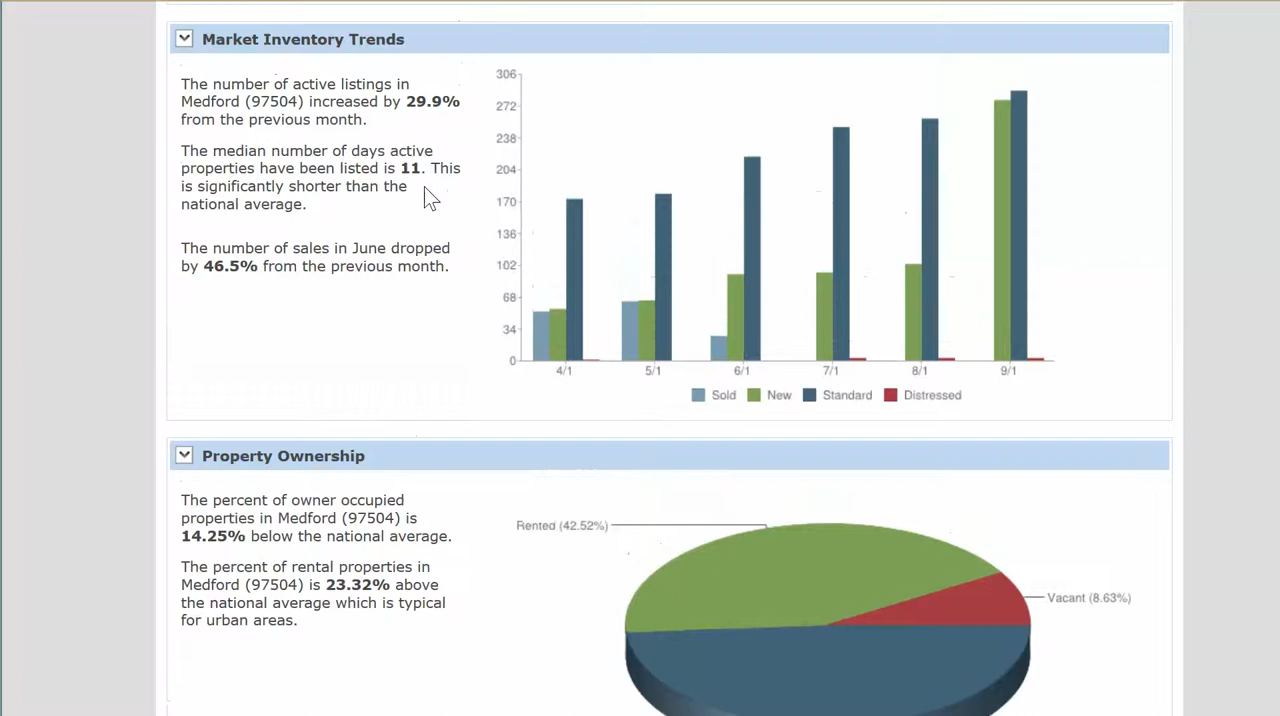 Market Inventory Trends
The number of active listings in
Medford (97504) increased by 29.9%
from the previous month.
The median number of days active
properties have been listed is 11. This
is significantly shorter than the
national average.
The number of sales in June dropped
by 46.5% from the previous month.
306
272
238
204
170
136
102
68
34
0
4/1 5/1 6/1 7/1 8/1 9/1
Sold New Standard Distressed
Property Ownership
The percent of owner occupied
properties in Medford (97504) is
14.25% below the national average.
The percent of rental properties in
Medford (97504) is 23.32% above
the national average which is typical
for urban areas.
Rented (42.52%)
Vacant (8.63%)